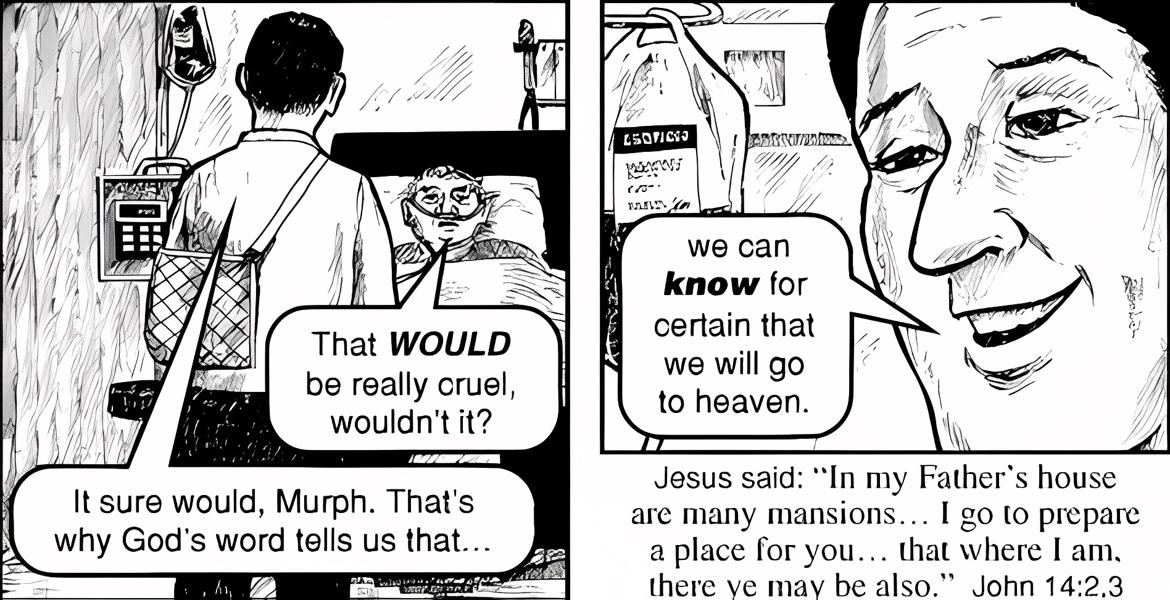 That WOULD
be really cruel,
wouldn't it?
It sure would, Murph. That's
why God's word tells us that...
we can
know for
certain that
we will go
to heaven.
Jesus said: “In my Father's house
are many mansions... I go to prepare
a place for you... that where I am,
there ye may be also.” John 14:2,3